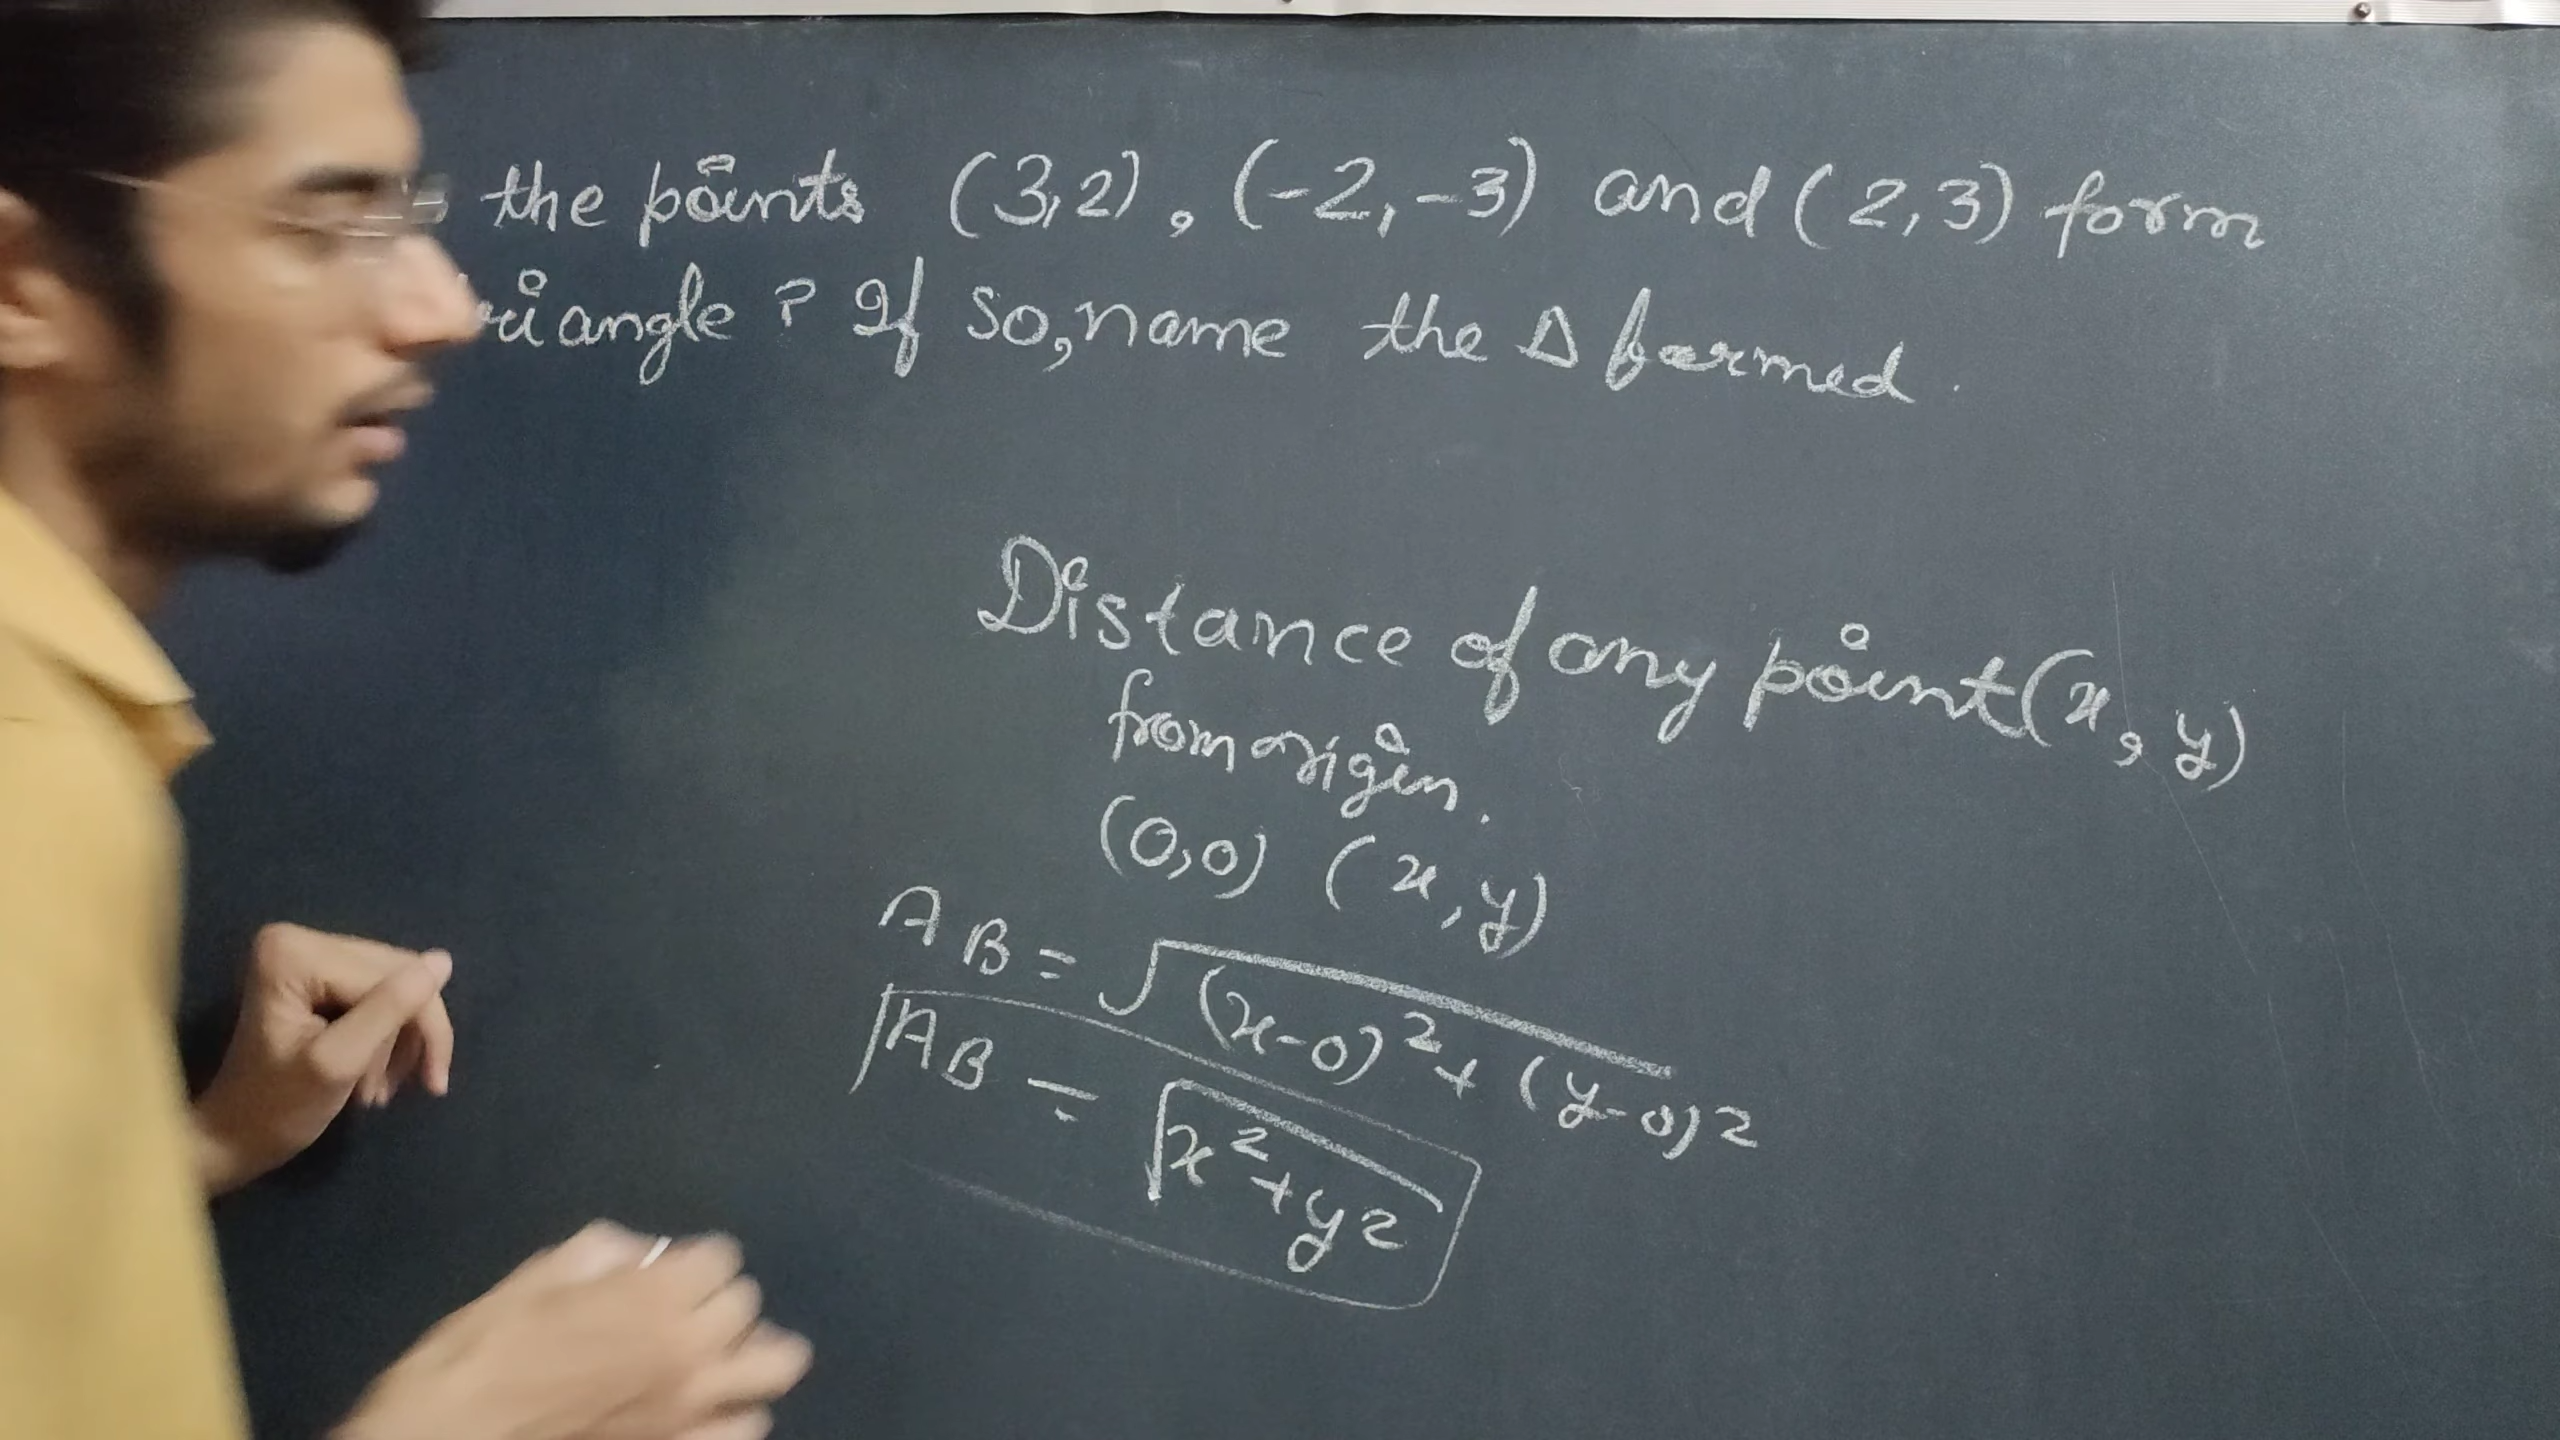 the points (3,2), (-2,-3) and (2,3) form
riangle ? If so, name the Δ formed.
Distance of any point (x, y)
from origin.
(0,0) (x, y)
AB = √(x-0)² + (y-0)²
AB = √x² + y²